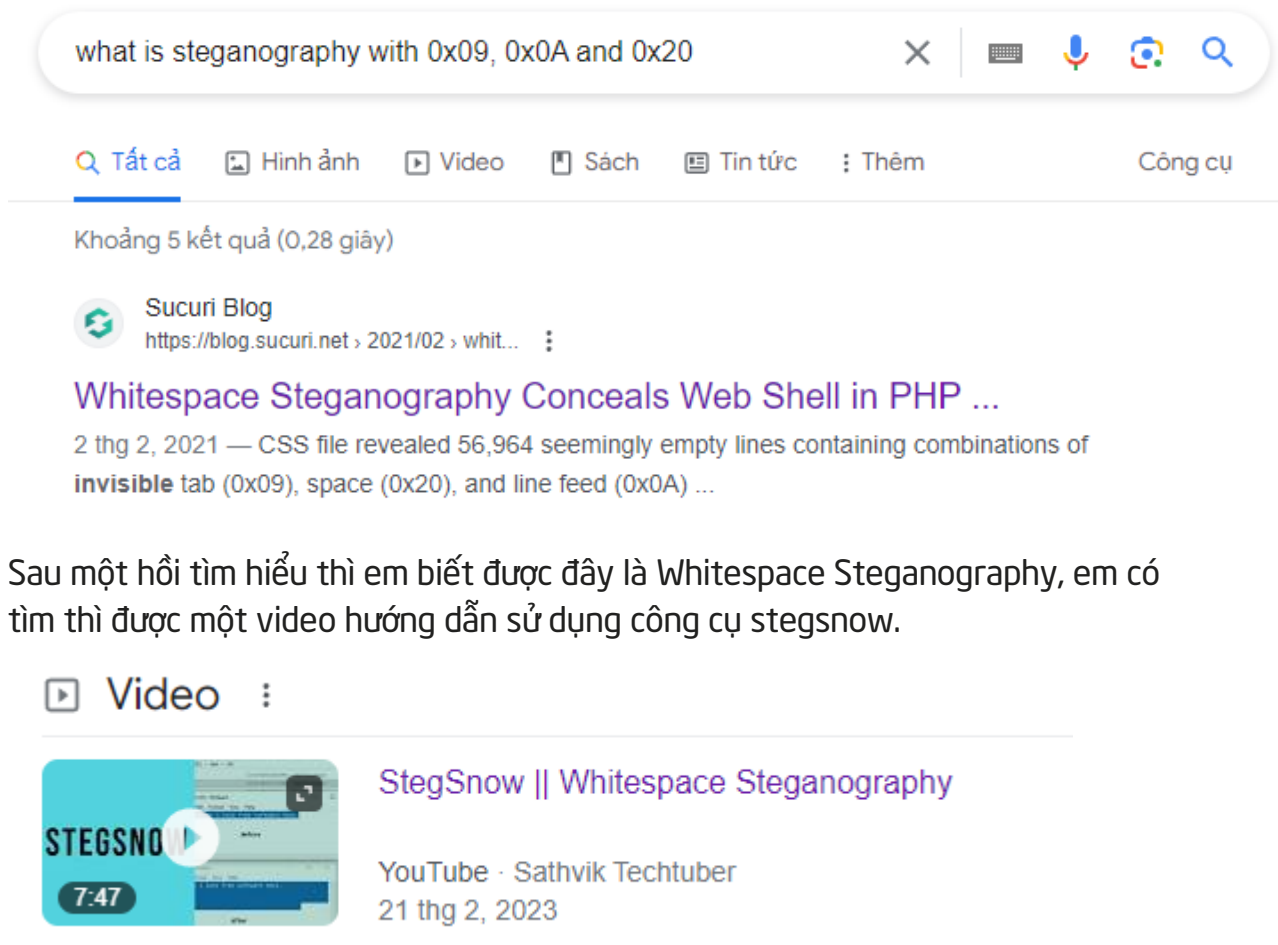 what is steganography with 0x09, 0x0A and 0x20
Tất cả Hình ảnh Video Sách Tin tức Thêm Công cụ
Khoảng 5 kết quả (0,28 giây)
Sucuri Blog
https://blog.sucuri.net › 2021/02 › whit...
Whitespace Steganography Conceals Web Shell in PHP ...
2 thg 2, 2021 — CSS file revealed 56,964 seemingly empty lines containing combinations of
invisible tab (0x09), space (0x20), and line feed (0x0A) ...
Sau một hồi tìm hiểu thì em biết được đây là Whitespace Steganography, em có
tìm thì được một video hướng dẫn sử dụng công cụ stegsnow.
Video
StegSnow || Whitespace Steganography
STEGSNOW
YouTube · Sathvik Techtuber
7:47
21 thg 2, 2023